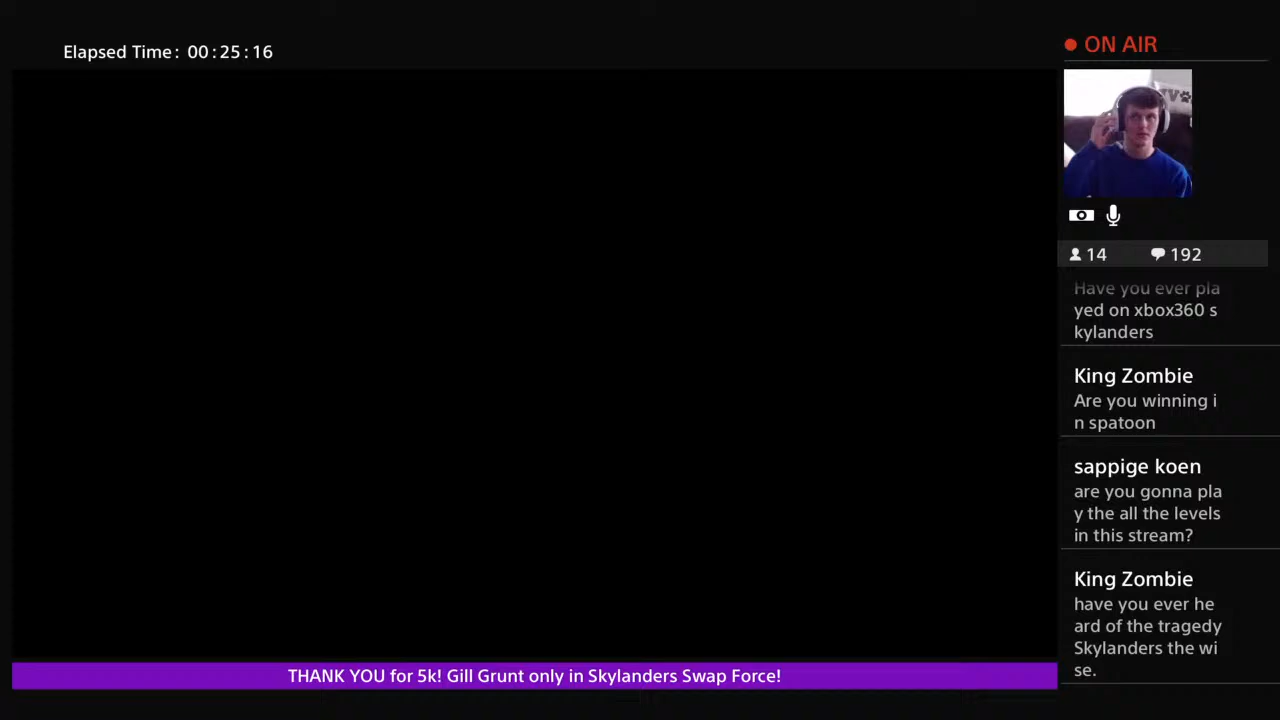 Elapsed Time: 00:25:16
ON AIR
14 192
Have you ever pla
yed on xbox360 s
kylanders
King Zombie
Are you winning i
n spatoon
sappige koen
are you gonna pla
y the all the levels
in this stream?
King Zombie
have you ever he
ard of the tragedy
Skylanders the wi
se.
THANK YOU for 5k! Gill Grunt only in Skylanders Swap Force!